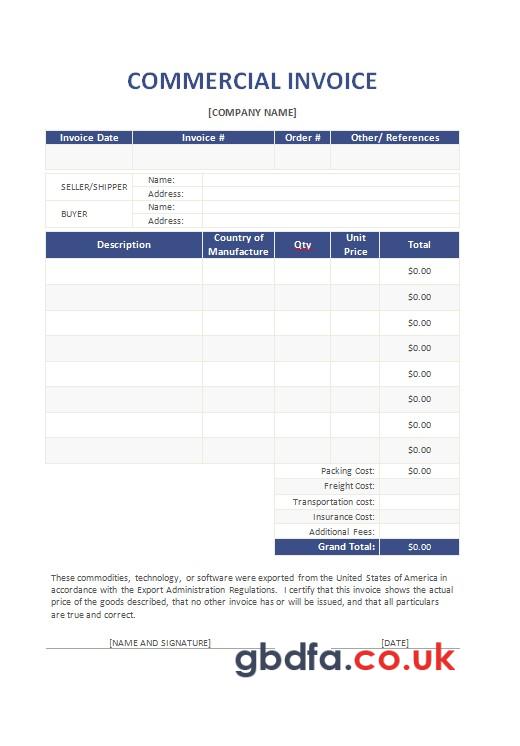 COMMERCIAL INVOICE
[COMPANY NAME]
Invoice Date Invoice # Order # Other/ References
SELLER/SHIPPER
Name:
Address:
BUYER
Name:
Address:
Description Country of Manufacture Qty Unit Price Total
$0.00
$0.00
$0.00
$0.00
$0.00
$0.00
$0.00
$0.00
Packing Cost: $0.00
Freight Cost:
Transportation cost:
Insurance Cost:
Additional Fees:
Grand Total: $0.00
These commodities, technology, or software were exported from the United States of America in
accordance with the Export Administration Regulations. I certify that this invoice shows the actual
price of the goods described, that no other invoice has or will be issued, and that all particulars
are true and correct.
[NAME AND SIGNATURE] [DATE]
gbdfa.co.uk